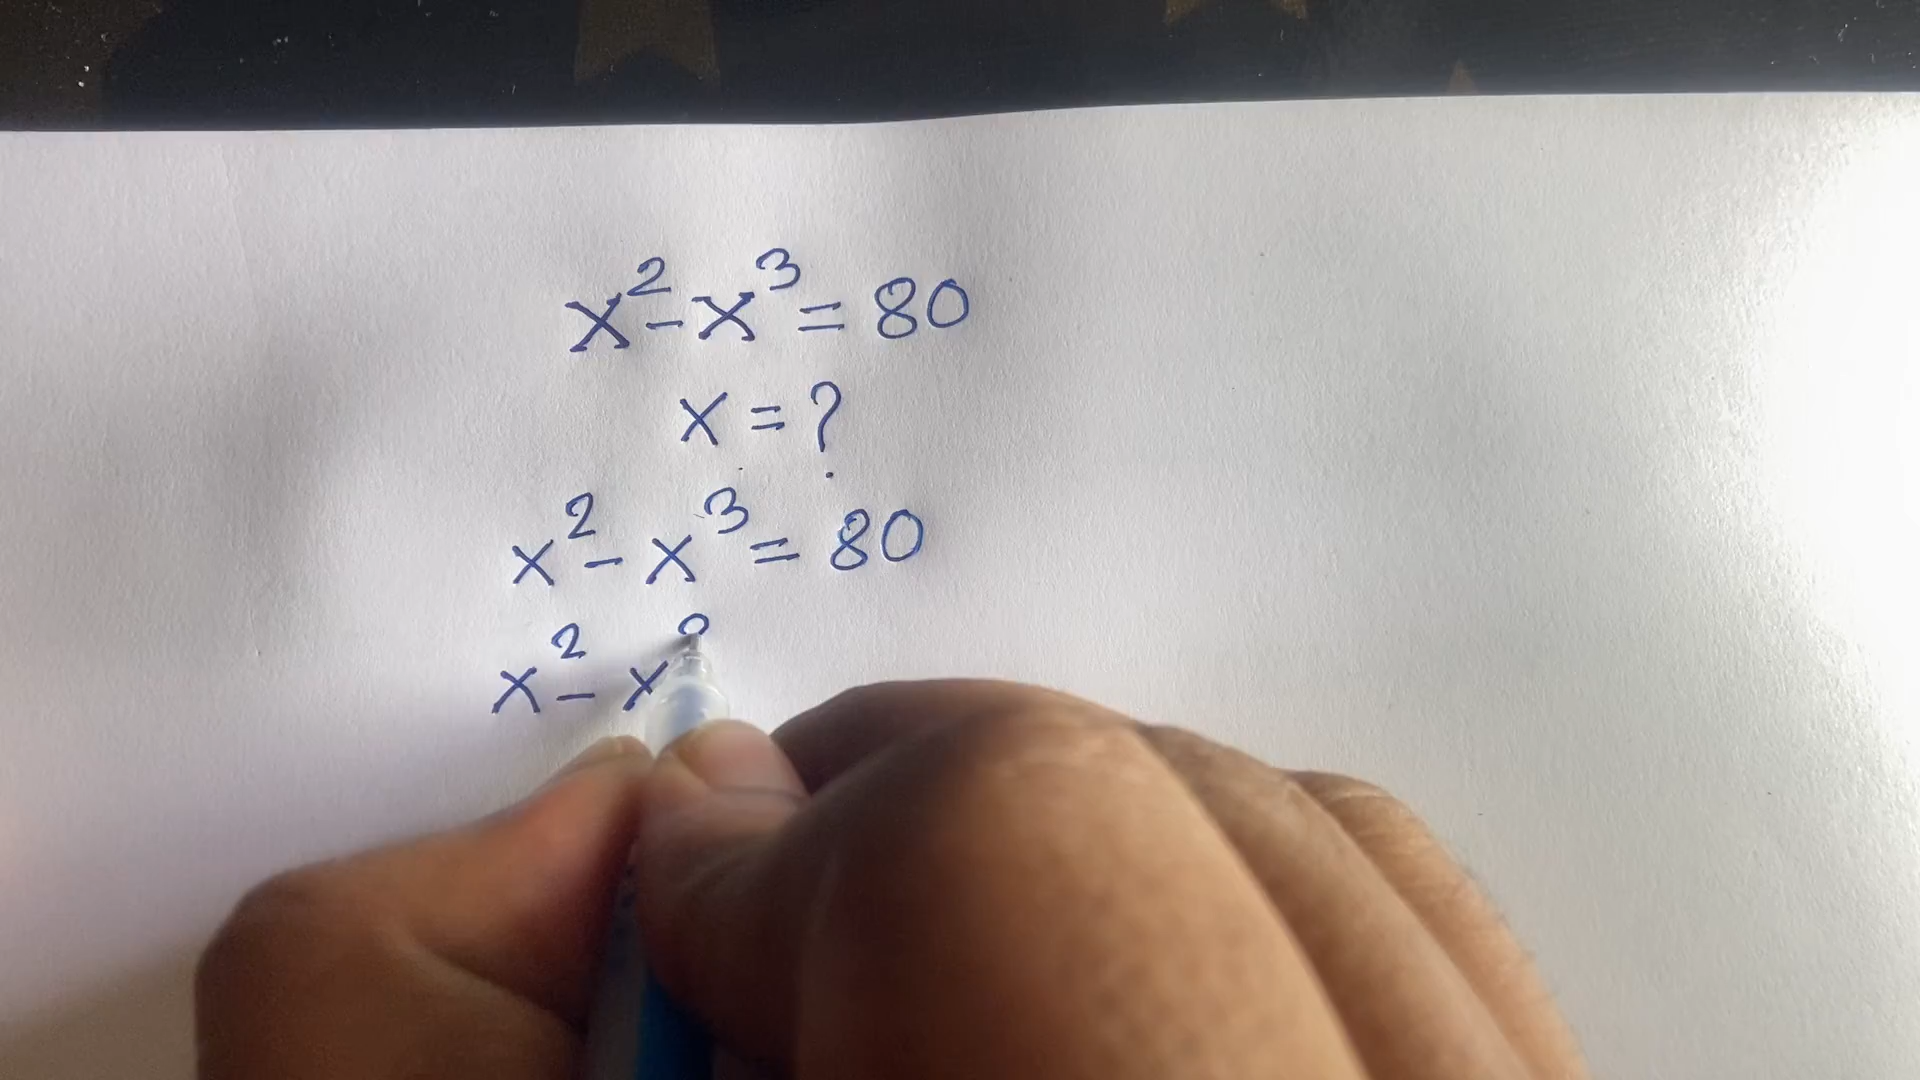 x² - x³ = 80
x = ?
x² - x³ = 80
x² - x